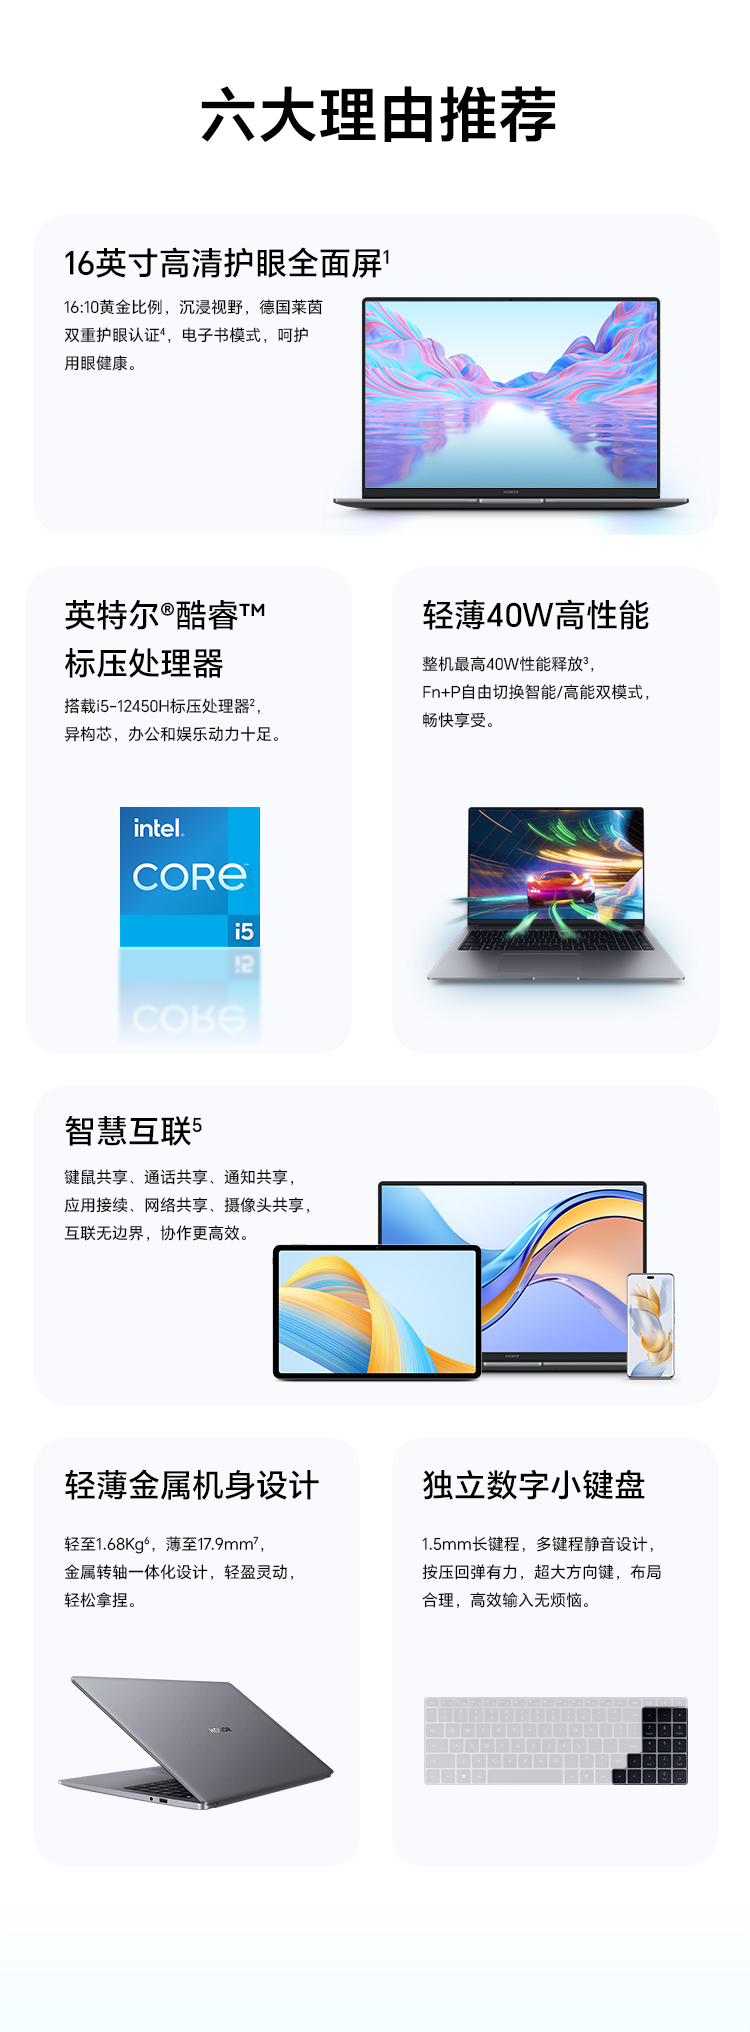 六大理由推荐
16英寸高清护眼全面屏¹
16:10黄金比例，沉浸视野，德国莱茵
双重护眼认证⁴，电子书模式，呵护
用眼健康。
HONOR
英特尔®酷睿™
标压处理器
搭载i5-12450H标压处理器²，
异构芯，办公和娱乐动力十足。
intel.
CORE™
i5
轻薄40W高性能
整机最高40W性能释放³，
Fn+P自由切换智能/高能双模式，
畅快享受。
智慧互联⁵
键鼠共享、通话共享、通知共享，
应用接续、网络共享、摄像头共享，
互联无边界，协作更高效。
HONOR
轻薄金属机身设计
轻至1.68Kg⁶，薄至17.9mm⁷，
金属转轴一体化设计，轻盈灵动，
轻松拿捏。
HONOR
独立数字小键盘
1.5mm长键程，多键程静音设计，
按压回弹有力，超大方向键，布局
合理，高效输入无烦恼。